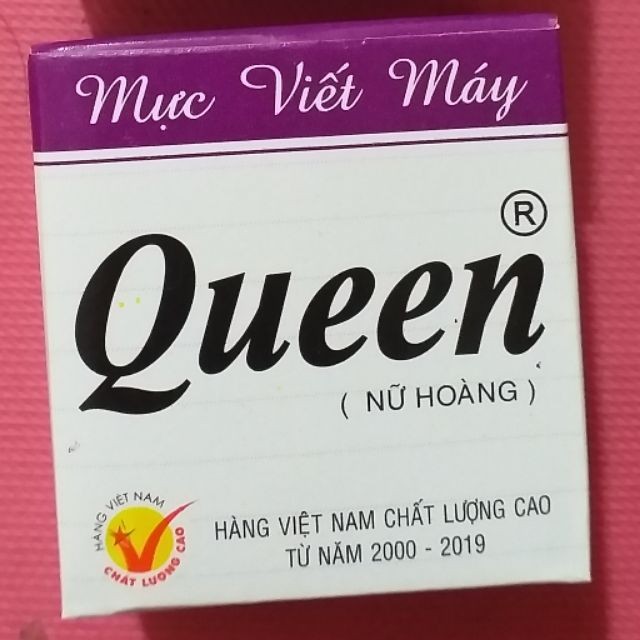 Mực Viết Máy
®
Queen
( NỮ HOÀNG )
HÀNG VIỆT NAM
CHẤT LƯỢNG CAO
HÀNG VIỆT NAM CHẤT LƯỢNG CAO
TỪ NĂM 2000 - 2019